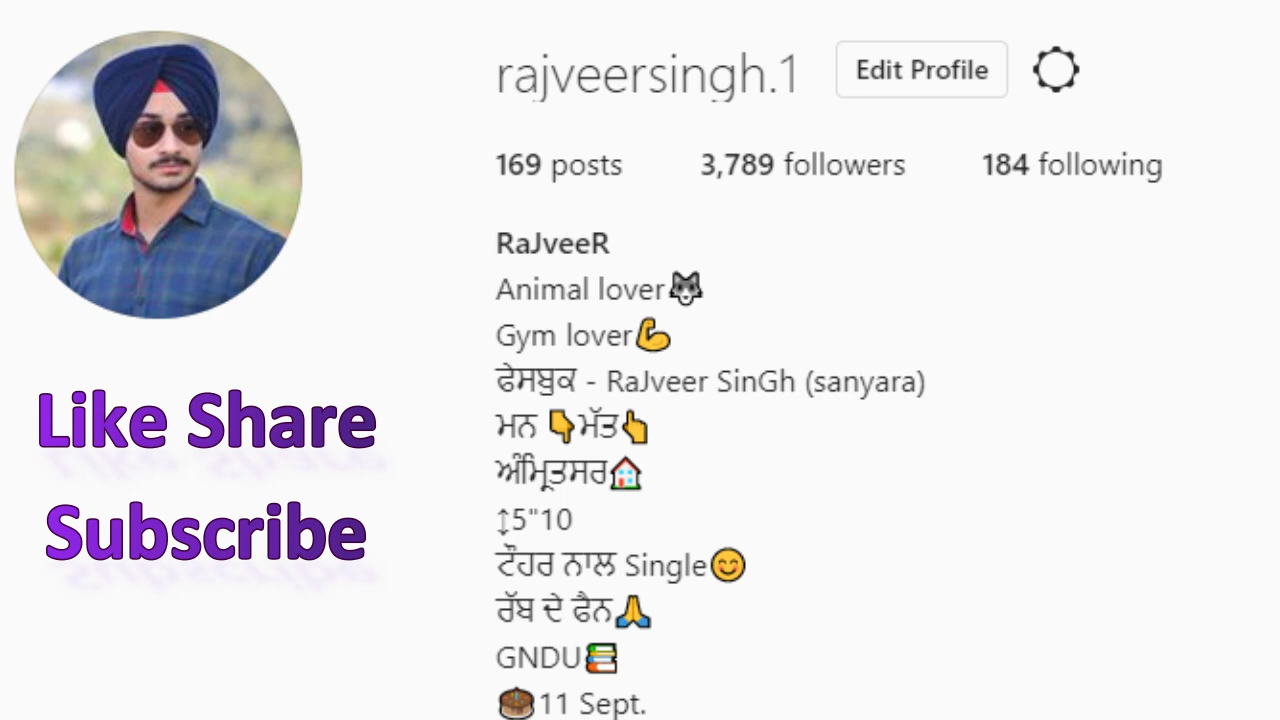 rajveersingh.1 Edit Profile
169 posts 3,789 followers 184 following
RaJveeR
Animal lover🐺
Gym lover💪
ਫੇਸਬੁਕ - RaJveer SinGh (sanyara)
ਮਨ 👇ਮੱਤ👆
ਅੰਮ੍ਰਿਤਸਰ🏠
↕5"10
ਟੌਹਰ ਨਾਲ Single😊
ਰੱਬ ਦੇ ਫੈਨ🙏
GNDU📚
🎂11 Sept.
Like Share
Subscribe